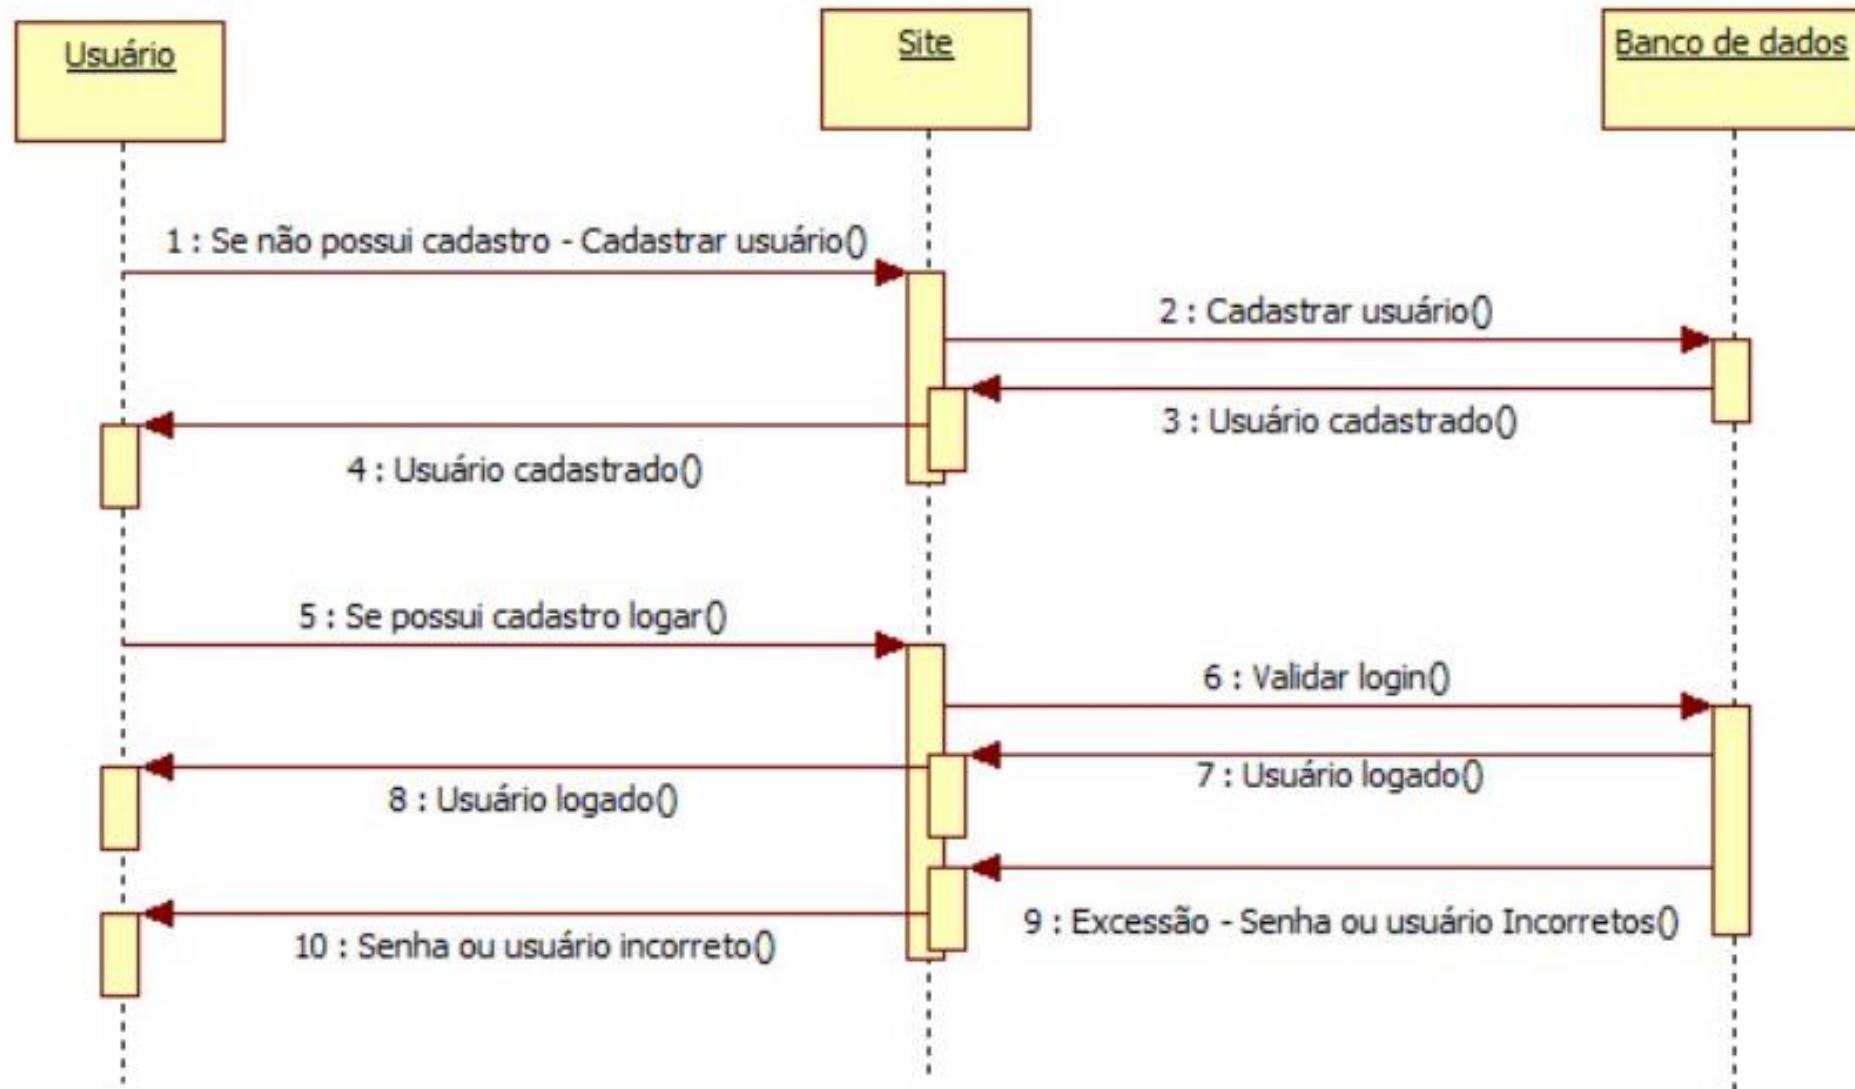 Usuário
Site
Banco de dados
1 : Se não possui cadastro - Cadastrar usuário()
2 : Cadastrar usuário()
3 : Usuário cadastrado()
4 : Usuário cadastrado()
5 : Se possui cadastro logar()
6 : Validar login()
7 : Usuário logado()
8 : Usuário logado()
9 : Excessão - Senha ou usuário Incorretos()
10 : Senha ou usuário incorreto()